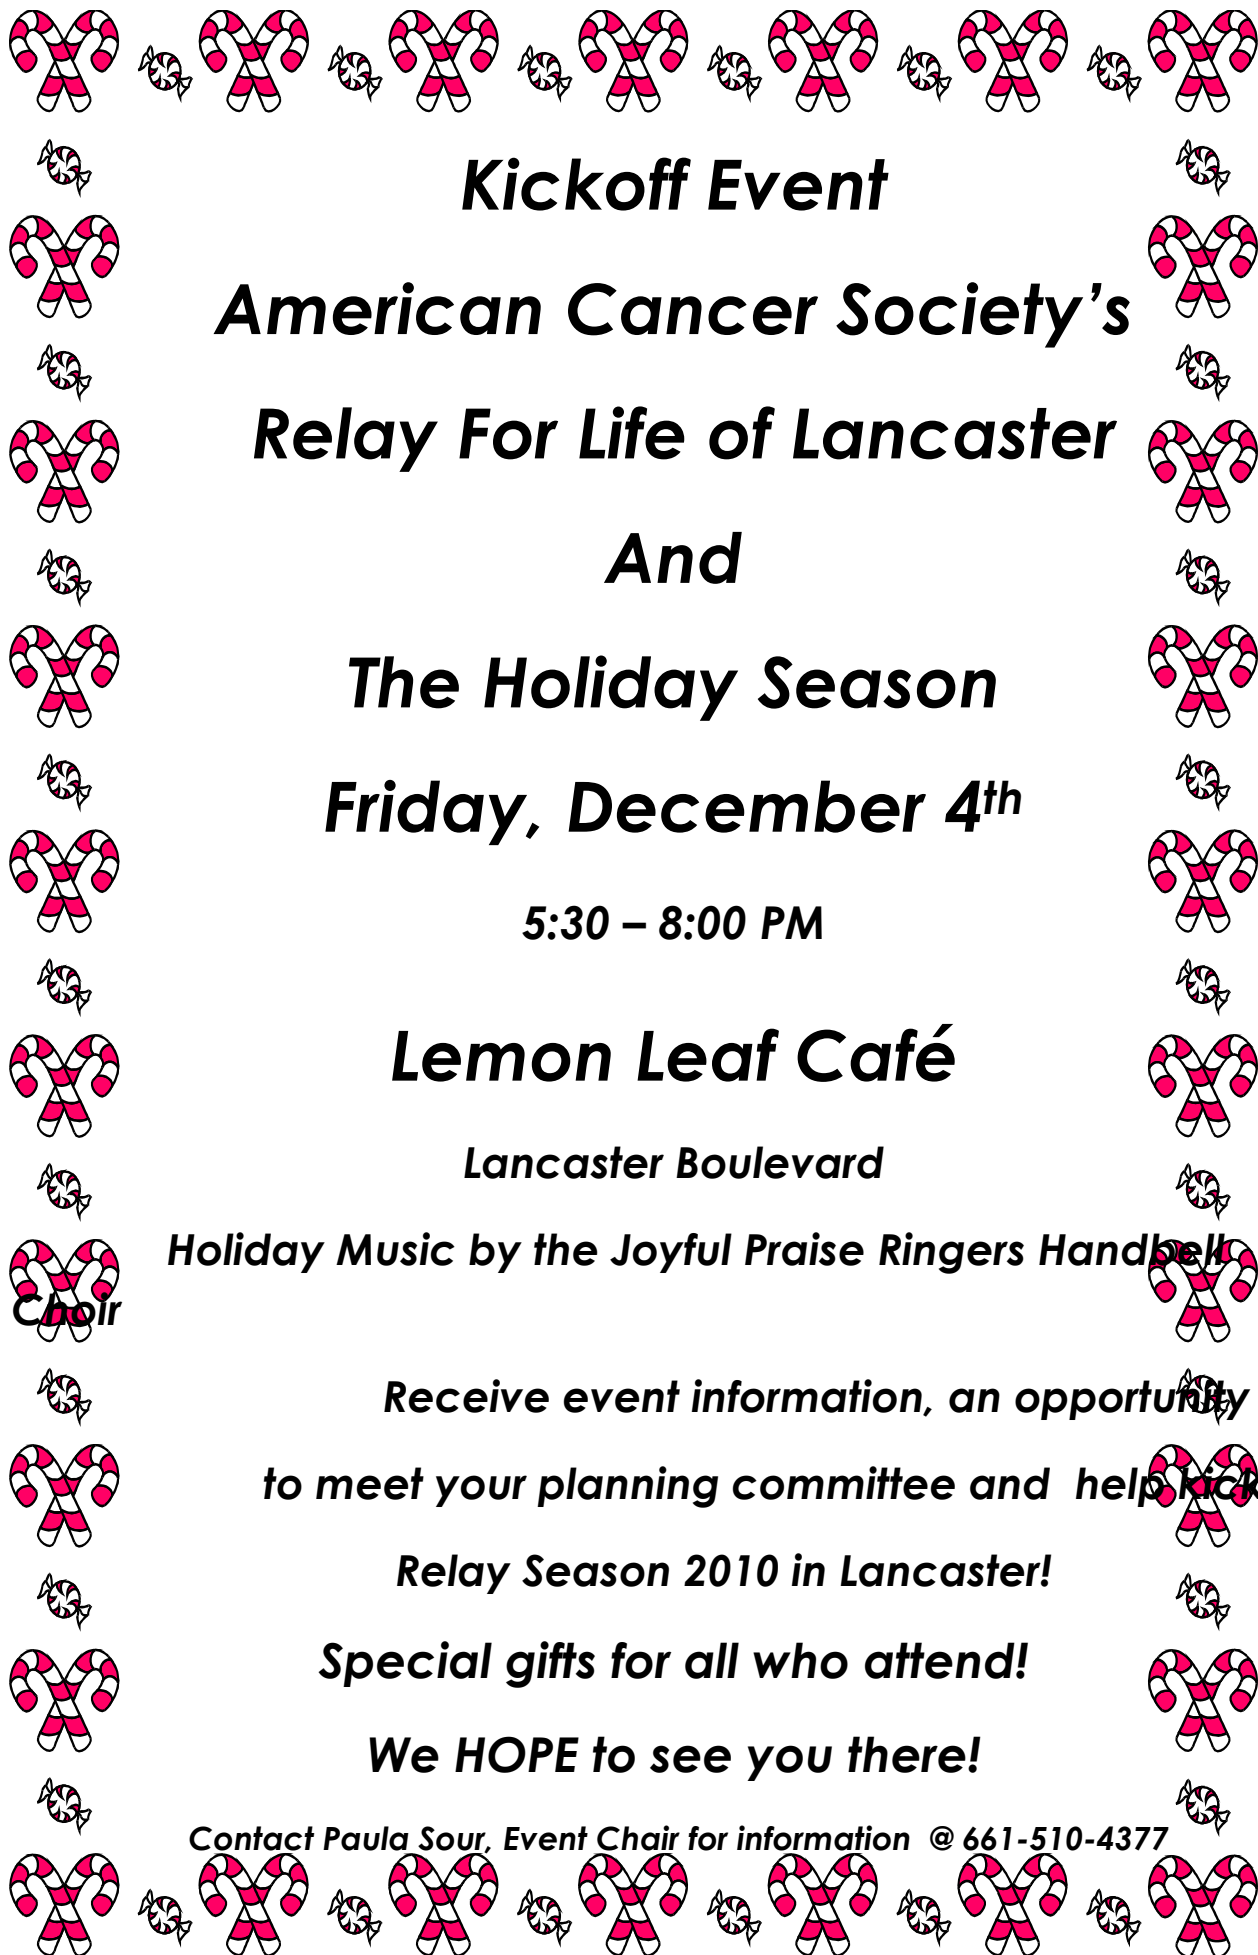 Kickoff Event
American Cancer Society’s
Relay For Life of Lancaster
And
The Holiday Season
Friday, December 4th
5:30 – 8:00 PM
Lemon Leaf Café
Lancaster Boulevard
Holiday Music by the Joyful Praise Ringers Handbell
Choir
Receive event information, an opportunity
to meet your planning committee and  help kick
Relay Season 2010 in Lancaster!
Special gifts for all who attend!
We HOPE to see you there!
Contact Paula Sour, Event Chair for information  @ 661-510-4377